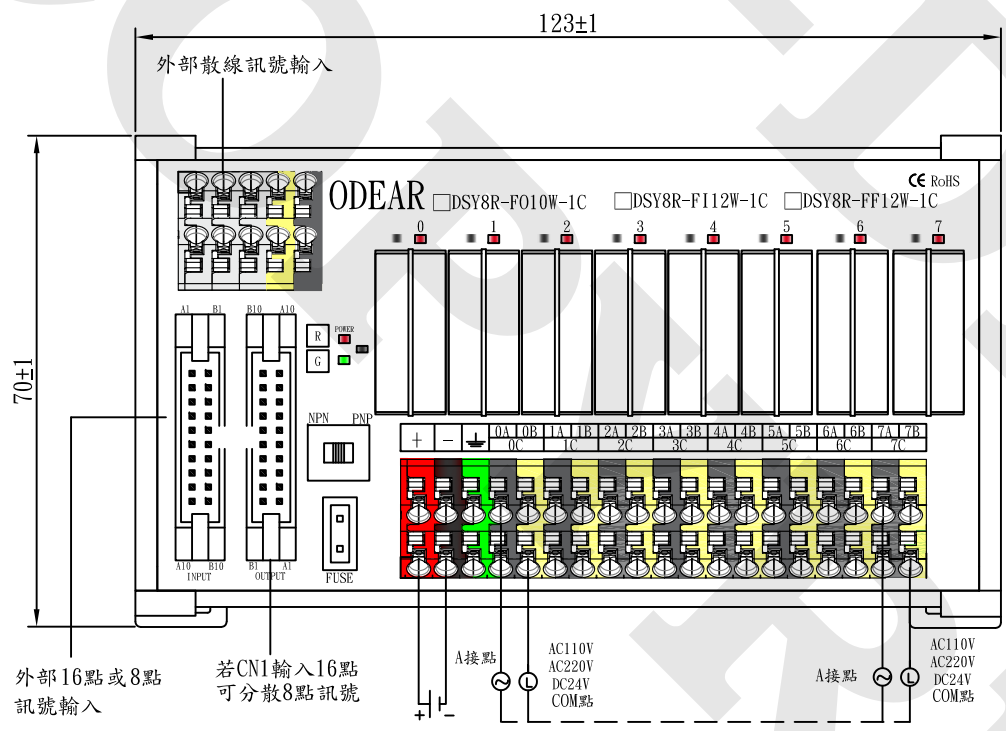 123±1
外部散線訊號輸入
ODEAR
□DSY8R-FO10W-1C □DSY8R-FI12W-1C □DSY8R-FF12W-1C
CE RoHS
0 1 2 3 4 5 6 7
70±1
A1 B1 B10 A10
R POWER
G
NPN PNP
+ - 0A 0B 1A 1B 2A 2B 3A 3B 4A 4B 5A 5B 6A 6B 7A 7B
0C 1C 2C 3C 4C 5C 6C 7C
A10 B10 B1 A1
INPUT OUTPUT
FUSE
外部16點或8點
訊號輸入
若CN1輸入16點
可分散8點訊號
+ -
A接點
L
AC110V
AC220V
DC24V
COM點
A接點
L
AC110V
AC220V
DC24V
COM點